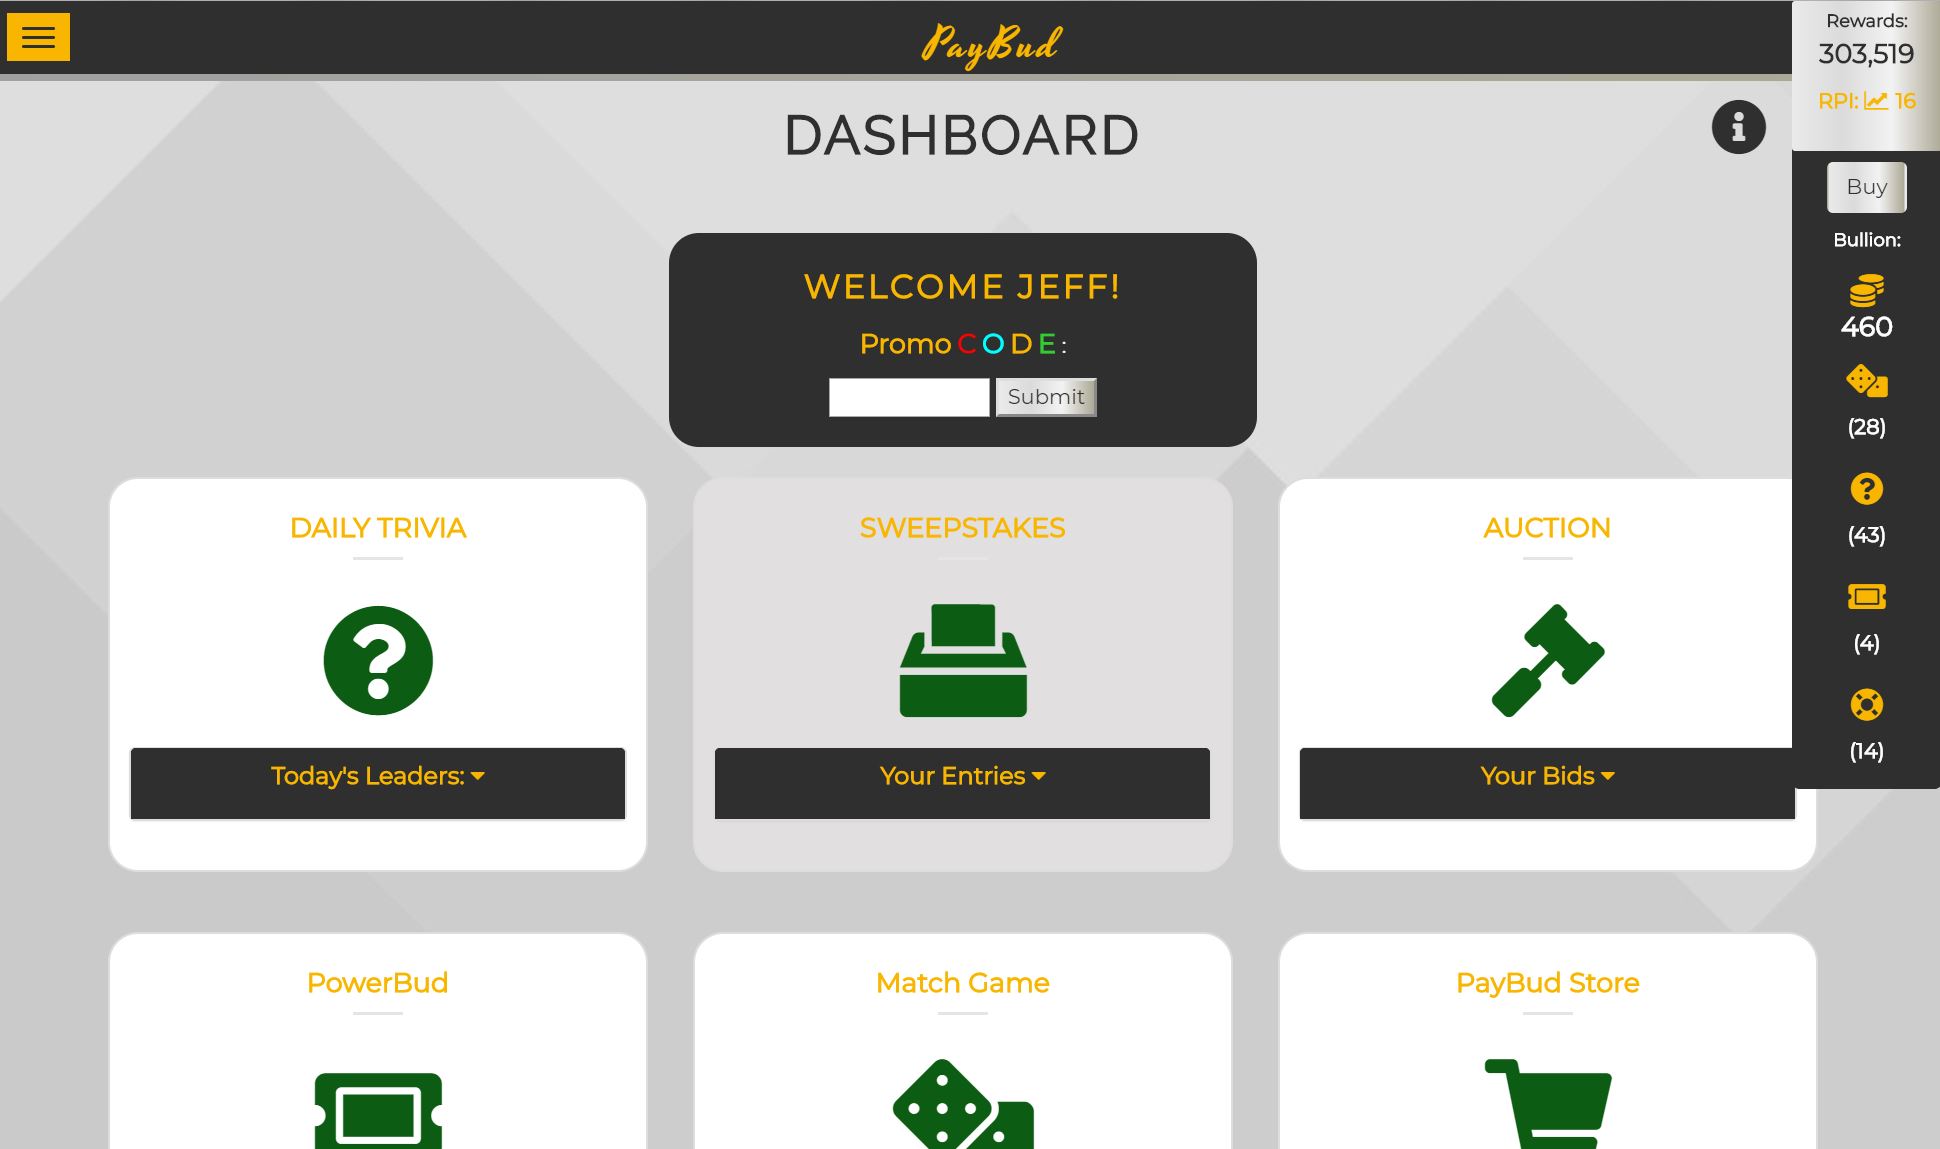 PayBud
Rewards:
303,519
RPI: 16
DASHBOARD
Buy
Bullion:
460
(28)
(43)
(4)
(14)
WELCOME JEFF!
Promo C O D E :
Submit
DAILY TRIVIA
Today's Leaders:
SWEEPSTAKES
Your Entries
AUCTION
Your Bids
PowerBud
Match Game
PayBud Store